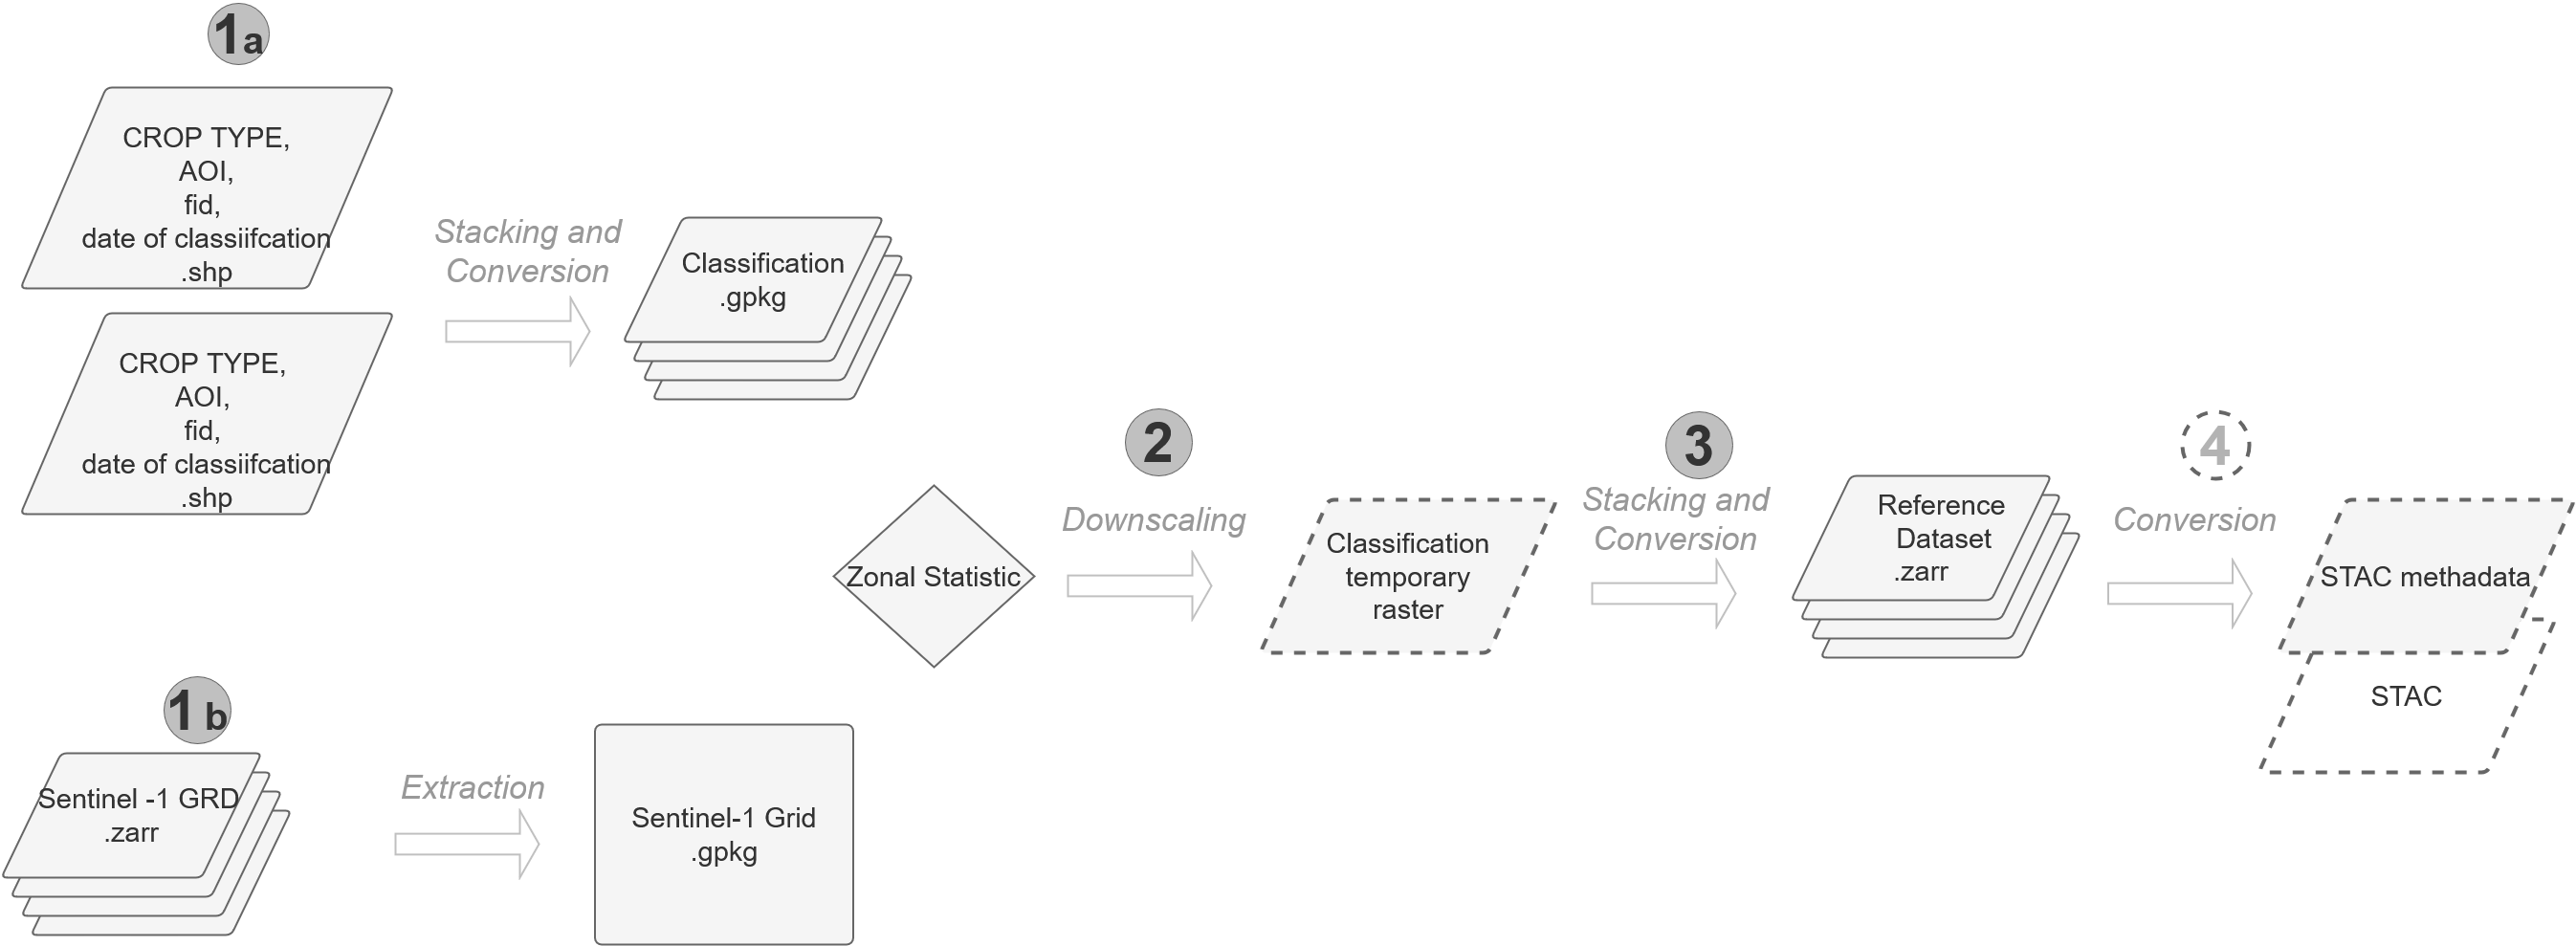 1a
CROP TYPE,
AOI,
fid,
date of classiifcation
.shp
CROP TYPE,
AOI,
fid,
date of classiifcation
.shp
Stacking and
Conversion
Classification
.gpkg
1 b
Sentinel -1 GRD
.zarr
Extraction
Sentinel-1 Grid
.gpkg
Zonal Statistic
2
Downscaling
Classification
temporary
raster
3
Stacking and
Conversion
Reference
Dataset
.zarr
4
Conversion
STAC methadata
STAC